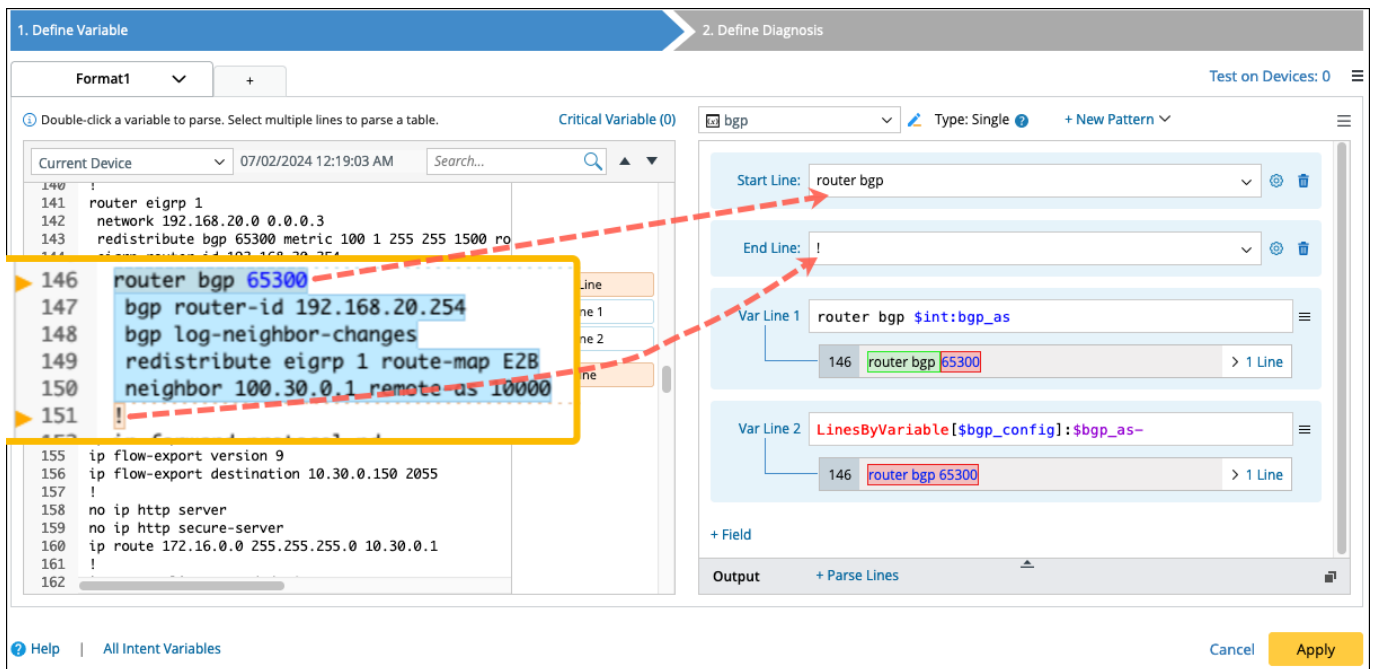 1. Define Variable
2. Define Diagnosis
Format1
+
Test on Devices: 0
Double-click a variable to parse. Select multiple lines to parse a table.
Critical Variable (0)
bgp
Type: Single
+ New Pattern
Current Device
07/02/2024 12:19:03 AM
Search...
140 !
141 router eigrp 1
142 network 192.168.20.0 0.0.0.3
143 redistribute bgp 65300 metric 100 1 255 255 1500 ro
146 router bgp 65300
147 bgp router-id 192.168.20.254
148 bgp log-neighbor-changes
149 redistribute eigrp 1 route-map E2B
150 neighbor 100.30.0.1 remote-as 10000
151 !
155 ip flow-export version 9
156 ip flow-export destination 10.30.0.150 2055
157 !
158 no ip http server
159 no ip http secure-server
160 ip route 172.16.0.0 255.255.255.0 10.30.0.1
161 !
162
Line
ne 1
ne 2
ine
Start Line: router bgp
End Line: !
Var Line 1 router bgp $int:bgp_as
146 router bgp 65300
> 1 Line
Var Line 2 LinesByVariable[$bgp_config]:$bgp_as-
146 router bgp 65300
> 1 Line
+ Field
Output
+ Parse Lines
Help | All Intent Variables
Cancel
Apply